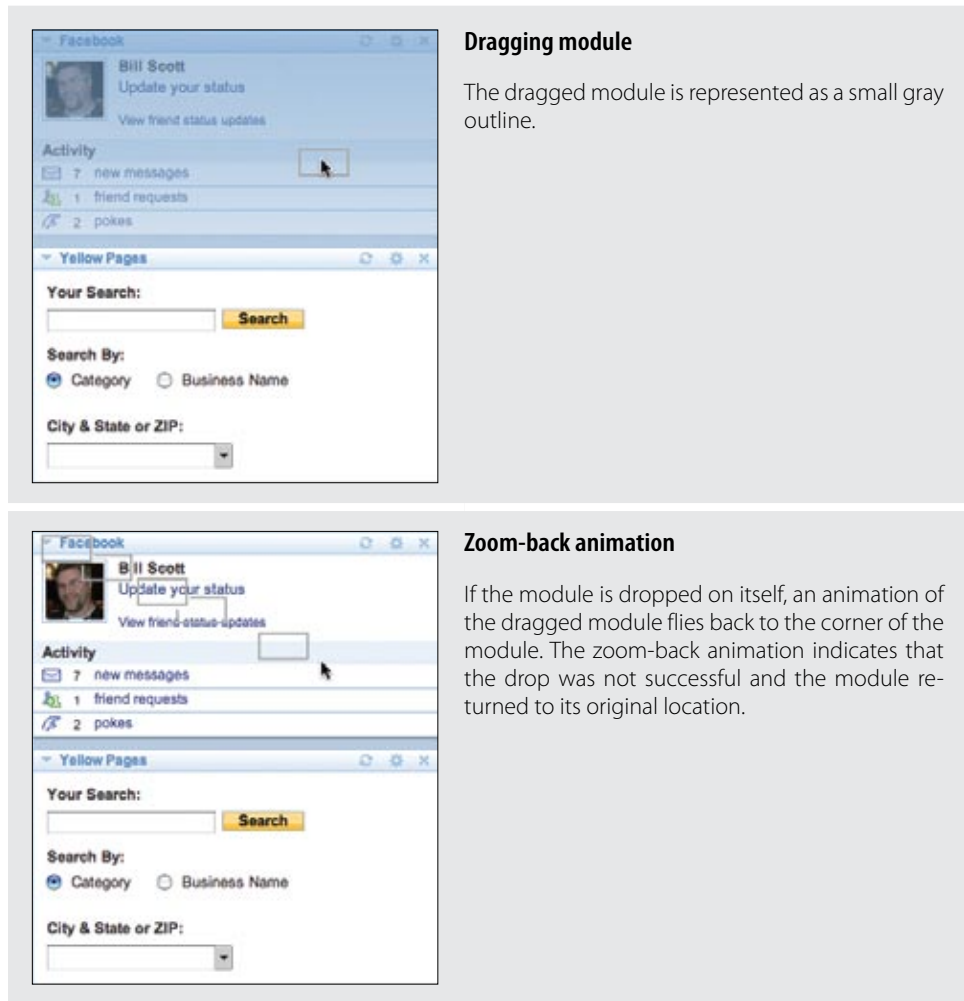 Facebook
Bill Scott
Update your status
View friend status updates
Activity
7 new messages
1 friend requests
2 pokes
Yellow Pages
Your Search:
Search
Search By:
Category Business Name
City & State or ZIP:
Dragging module
The dragged module is represented as a small gray
outline.
Facebook
Bill Scott
Update your status
View friend status updates
Activity
7 new messages
1 friend requests
2 pokes
Yellow Pages
Your Search:
Search
Search By:
Category Business Name
City & State or ZIP:
Zoom-back animation
If the module is dropped on itself, an animation of
the dragged module flies back to the corner of the
module. The zoom-back animation indicates that
the drop was not successful and the module re-
turned to its original location.